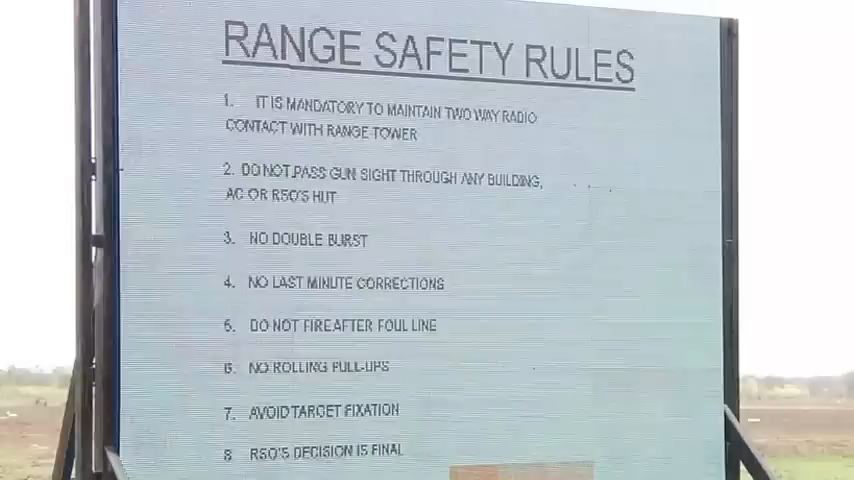 RANGE SAFETY RULES
1. IT IS MANDATORY TO MAINTAIN TWO WAY RADIO
CONTACT WITH RANGE TOWER
2. DO NOT PASS GUN SIGHT THROUGH ANY BUILDING,
AC OR RSO'S HUT
3. NO DOUBLE BURST
4. NO LAST MINUTE CORRECTIONS
5. DO NOT FIRE AFTER FOUL LINE
6. NO ROLLING PULL-UPS
7. AVOID TARGET FIXATION
8 RSO'S DECISION IS FINAL